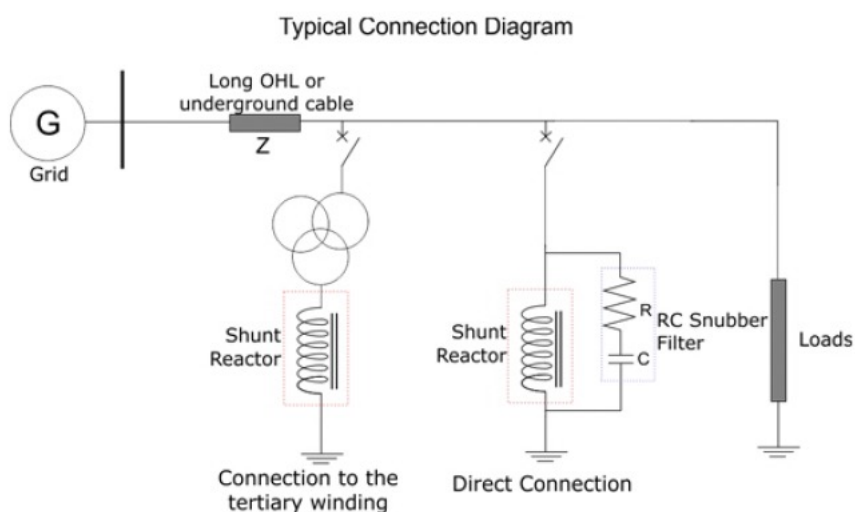 Typical Connection Diagram
Long OHL or
underground cable
G
Z
Grid
Shunt
Reactor
Shunt
Reactor
R
C
RC Snubber
Filter
Loads
Connection to the
tertiary winding
Direct Connection